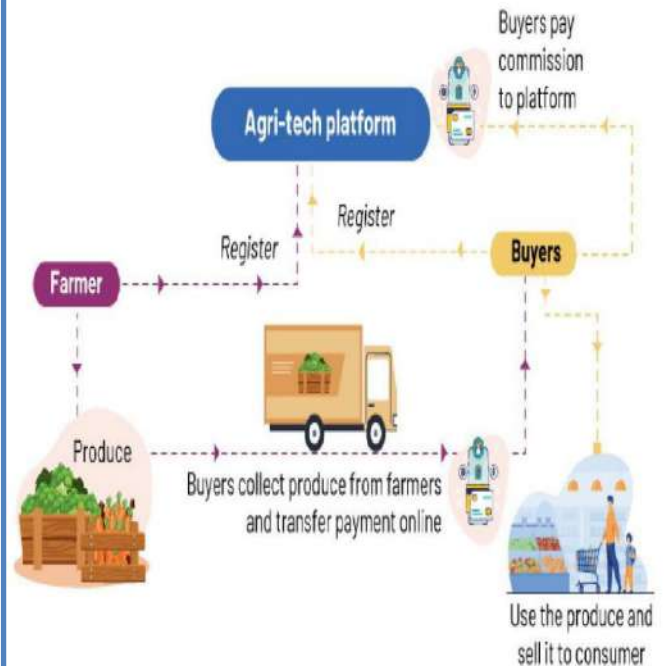 Buyers pay
commission
to platform
Agri-tech platform
Register
Register
Farmer
Buyers
Produce
Buyers collect produce from farmers
and transfer payment online
Use the produce and
sell it to consumer